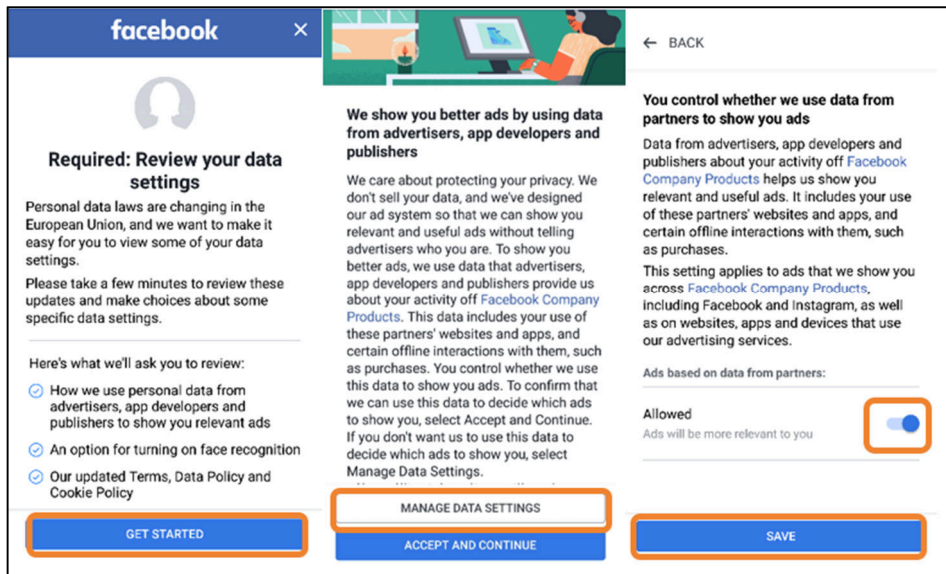 facebook
×
Required: Review your data
settings
Personal data laws are changing in the
European Union, and we want to make it
easy for you to view some of your data
settings.
Please take a few minutes to review these
updates and make choices about some
specific data settings.
Here's what we'll ask you to review:
How we use personal data from
advertisers, app developers and
publishers to show you relevant ads
An option for turning on face recognition
Our updated Terms, Data Policy and
Cookie Policy
GET STARTED
We show you better ads by using data
from advertisers, app developers and
publishers
We care about protecting your privacy. We
don't sell your data, and we've designed
our ad system so that we can show you
relevant and useful ads without telling
advertisers who you are. To show you
better ads, we use data that advertisers,
app developers and publishers provide us
about your activity off Facebook Company
Products. This data includes your use of
these partners' websites and apps, and
certain offline interactions with them, such
as purchases. You control whether we use
this data to show you ads. To confirm that
we can use this data to decide which ads
to show you, select Accept and Continue.
If you don't want us to use this data to
decide which ads to show you, select
Manage Data Settings.
MANAGE DATA SETTINGS
ACCEPT AND CONTINUE
← BACK
You control whether we use data from
partners to show you ads
Data from advertisers, app developers and
publishers about your activity off Facebook
Company Products helps us show you
relevant and useful ads. It includes your use
of these partners' websites and apps, and
certain offline interactions with them, such
as purchases.
This setting applies to ads that we show you
across Facebook Company Products,
including Facebook and Instagram, as well
as on websites, apps and devices that use
our advertising services.
Ads based on data from partners:
Allowed
Ads will be more relevant to you
SAVE